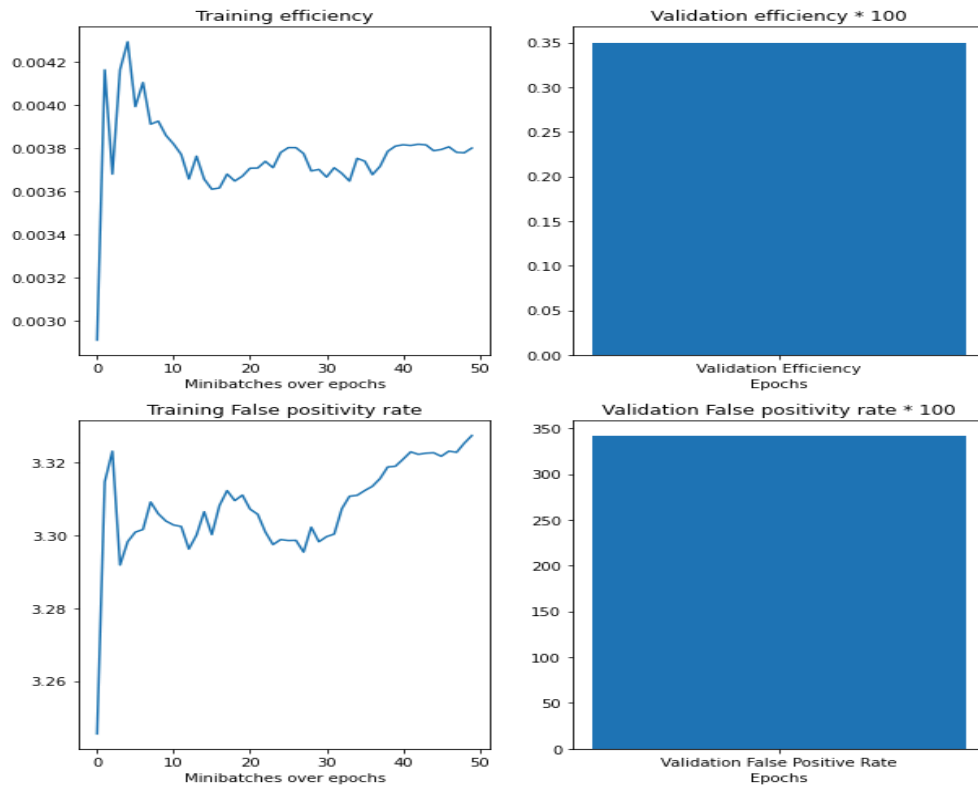 Training efficiency
0.0042
0.0040
0.0038
0.0036
0.0034
0.0032
0.0030
0 10 20 30 40 50
Minibatches over epochs
Validation efficiency * 100
0.35
0.30
0.25
0.20
0.15
0.10
0.05
0.00
Validation Efficiency
Epochs
Training False positivity rate
3.32
3.30
3.28
3.26
0 10 20 30 40 50
Minibatches over epochs
Validation False positivity rate * 100
350
300
250
200
150
100
50
0
Validation False Positive Rate
Epochs